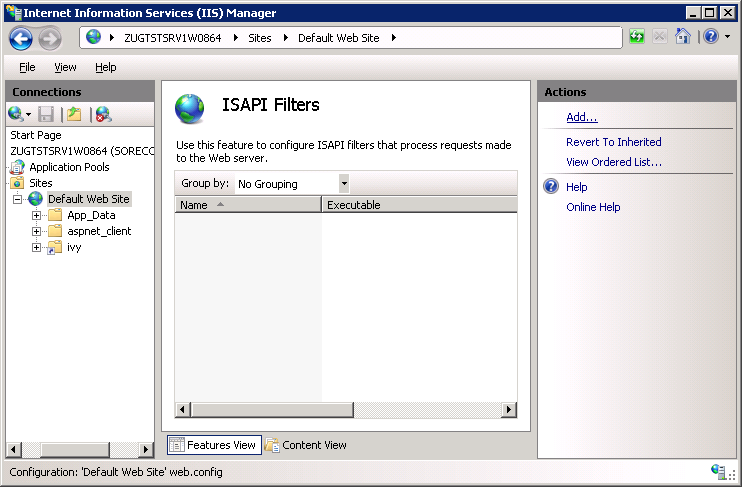 Internet Information Services (IIS) Manager
ZUGTSTSRV1W0864 Sites Default Web Site
File View Help
Connections
Start Page
ZUGTSTSRV1W0864 (SORECC
Application Pools
Sites
Default Web Site
App_Data
aspnet_client
ivy
ISAPI Filters
Use this feature to configure ISAPI filters that process requests made
to the Web server.
Group by: No Grouping
Name Executable
Features View Content View
Actions
Add...
Revert To Inherited
View Ordered List...
Help
Online Help
Configuration: 'Default Web Site' web.config